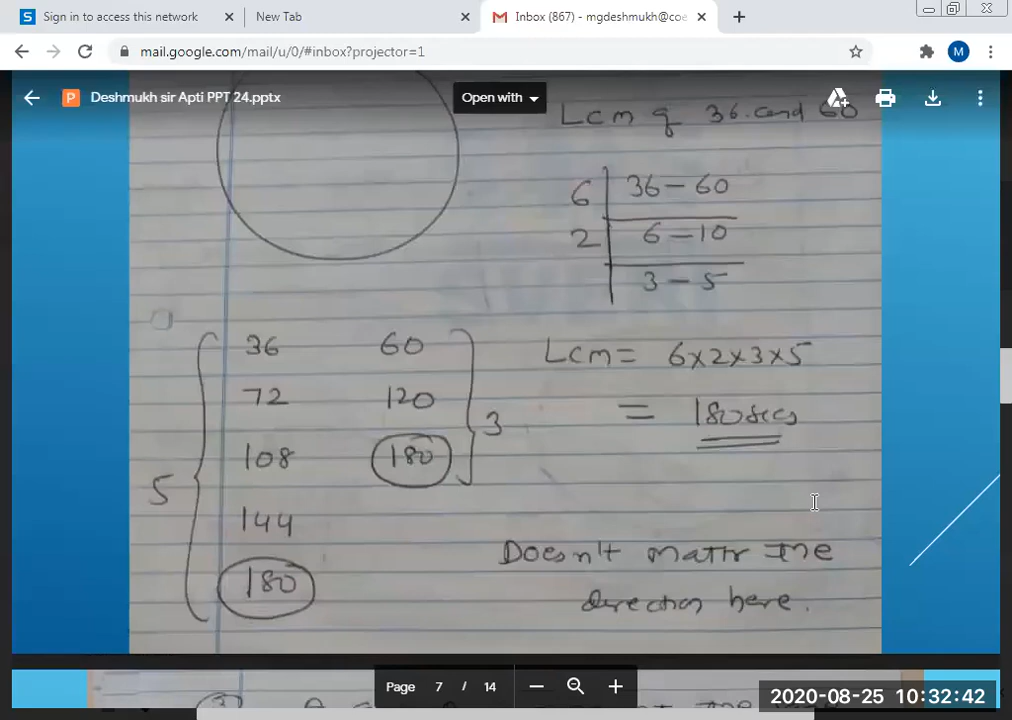 Sign in to access this network
New Tab
Inbox (867) - mgdeshmukh@coe
mail.google.com/mail/u/0/#inbox?projector=1
M
P Deshmukh sir Apti PPT 24.pptx
Open with
Lcm of 36 and 60
6 36 - 60
2 6 - 10
3 - 5
36 60
72 120
108 180
144
180
5
3
Lcm = 6x2x3x5
= 180 secs
Doesn't mattr the
direction here.
Page 7 / 14
2020-08-25 10:32:42